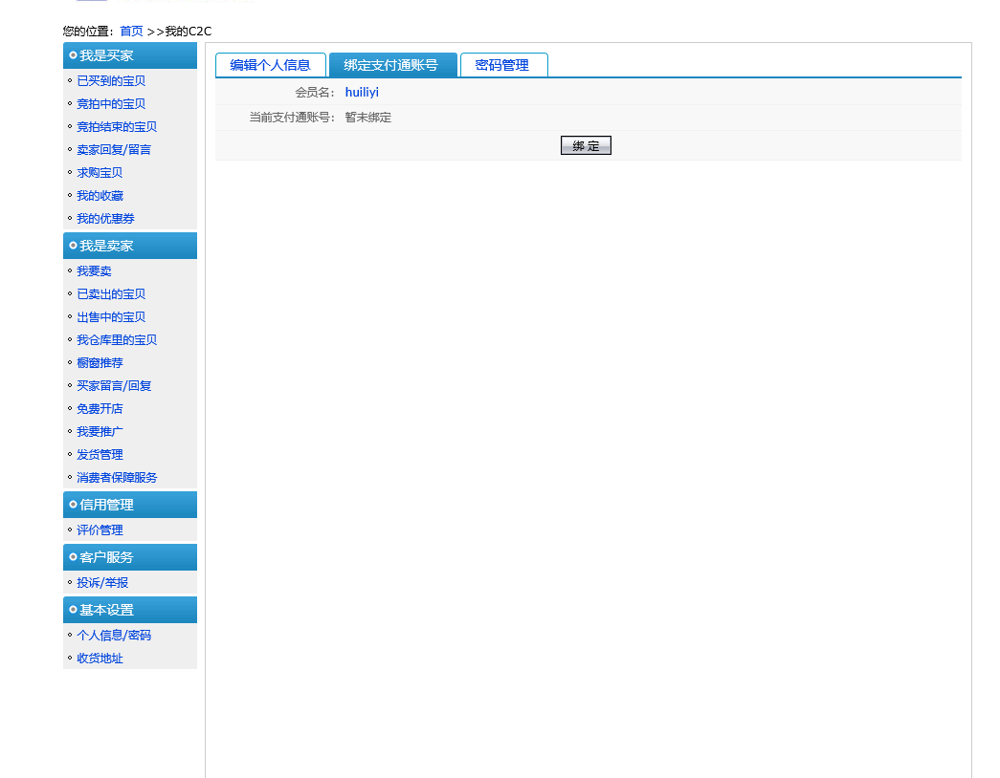 您的位置：首页 >>我的C2C
我是买家
已买到的宝贝
竞拍中的宝贝
竞拍结束的宝贝
卖家回复/留言
求购宝贝
我的收藏
我的优惠券
我是卖家
我要卖
已卖出的宝贝
出售中的宝贝
我仓库里的宝贝
橱窗推荐
买家留言/回复
免费开店
我要推广
发货管理
消费者保障服务
信用管理
评价管理
客户服务
投诉/举报
基本设置
个人信息/密码
收货地址
编辑个人信息 绑定支付通账号 密码管理
会员名： huiliyi
当前支付通账号： 暂未绑定
绑 定